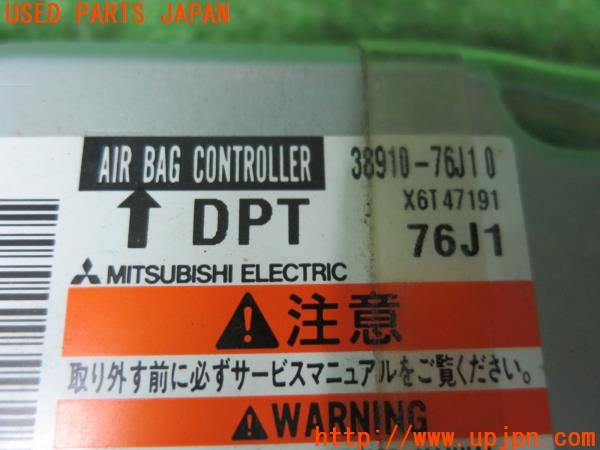 USED PARTS JAPAN
AIR BAG CONTROLLER
38910-76J10
X6T47191
DPT
76J1
MITSUBISHI ELECTRIC
注意
取り外す前に必ずサービスマニュアルをご覧ください。
WARNING
http://www.upjpn.com/